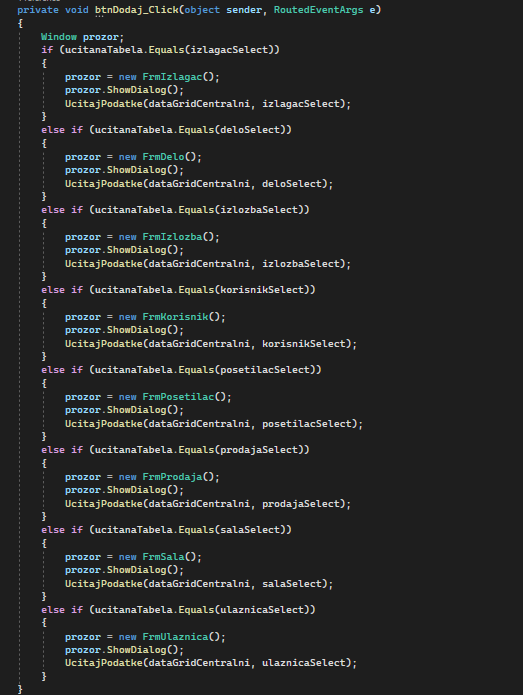 private void btnDodaj_Click(object sender, RoutedEventArgs e)
{
Window prozor;
if (ucitanaTabela.Equals(izlagacSelect))
{
prozor = new FrmIzlagac();
prozor.ShowDialog();
UcitajPodatke(dataGridCentralni, izlagacSelect);
}
else if (ucitanaTabela.Equals(deloSelect))
{
prozor = new FrmDelo();
prozor.ShowDialog();
UcitajPodatke(dataGridCentralni, deloSelect);
}
else if (ucitanaTabela.Equals(izlozbaSelect))
{
prozor = new FrmIzlozba();
prozor.ShowDialog();
UcitajPodatke(dataGridCentralni, izlozbaSelect);
}
else if (ucitanaTabela.Equals(korisnikSelect))
{
prozor = new FrmKorisnik();
prozor.ShowDialog();
UcitajPodatke(dataGridCentralni, korisnikSelect);
}
else if (ucitanaTabela.Equals(posetilacSelect))
{
prozor = new FrmPosetilac();
prozor.ShowDialog();
UcitajPodatke(dataGridCentralni, posetilacSelect);
}
else if (ucitanaTabela.Equals(prodajaSelect))
{
prozor = new FrmProdaja();
prozor.ShowDialog();
UcitajPodatke(dataGridCentralni, prodajaSelect);
}
else if (ucitanaTabela.Equals(salaSelect))
{
prozor = new FrmSala();
prozor.ShowDialog();
UcitajPodatke(dataGridCentralni, salaSelect);
}
else if (ucitanaTabela.Equals(ulaznicaSelect))
{
prozor = new FrmUlaznica();
prozor.ShowDialog();
UcitajPodatke(dataGridCentralni, ulaznicaSelect);
}
}